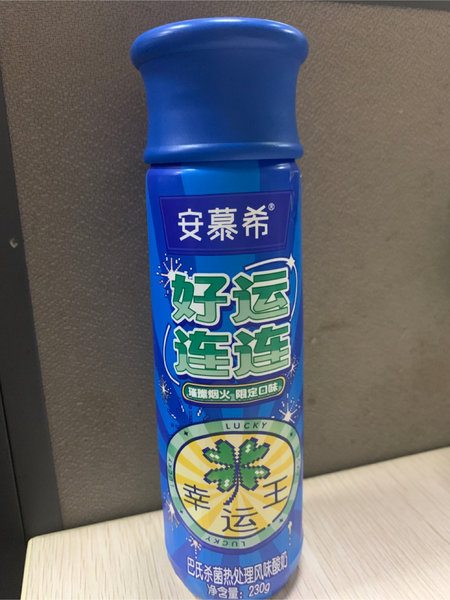 安慕希®
好运
连连
璀璨烟火 限定口味
LUCKY
幸运王
LUCKY
巴氏杀菌热处理风味酸奶
净含量：230g